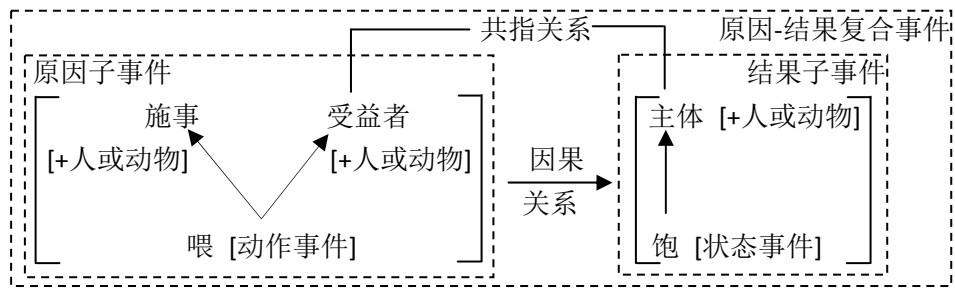 共指关系
原因-结果复合事件
原因子事件
结果子事件
施事
受益者
主体 [+人或动物]
[+人或动物]
[+人或动物]
因果
关系
喂 [动作事件]
饱 [状态事件]